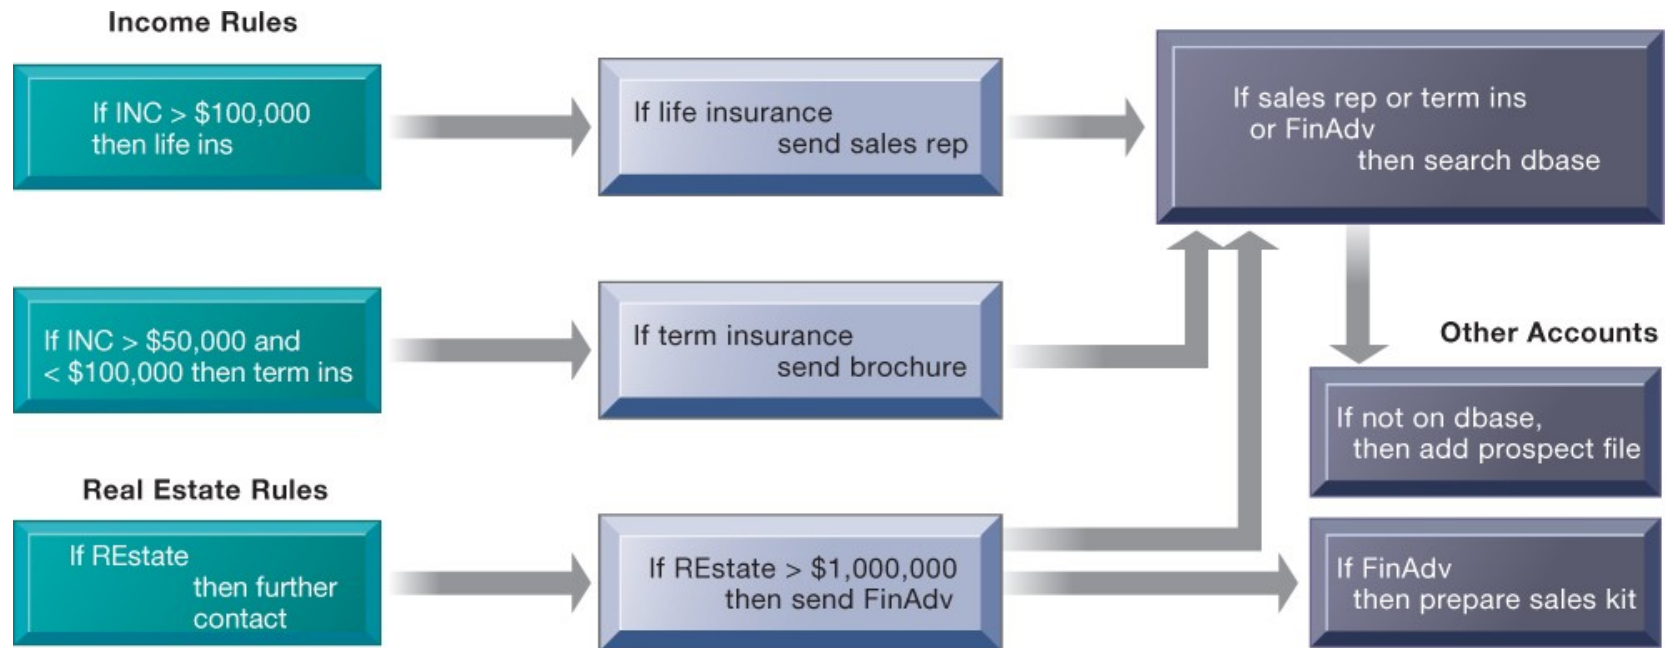 Income Rules
If INC > $100,000
then life ins
If life insurance
send sales rep
If sales rep or term ins
or FinAdv
then search dbase
If INC > $50,000 and
< $100,000 then term ins
If term insurance
send brochure
Other Accounts
If not on dbase,
then add prospect file
Real Estate Rules
If REstate
then further
contact
If REstate > $1,000,000
then send FinAdv
If FinAdv
then prepare sales kit